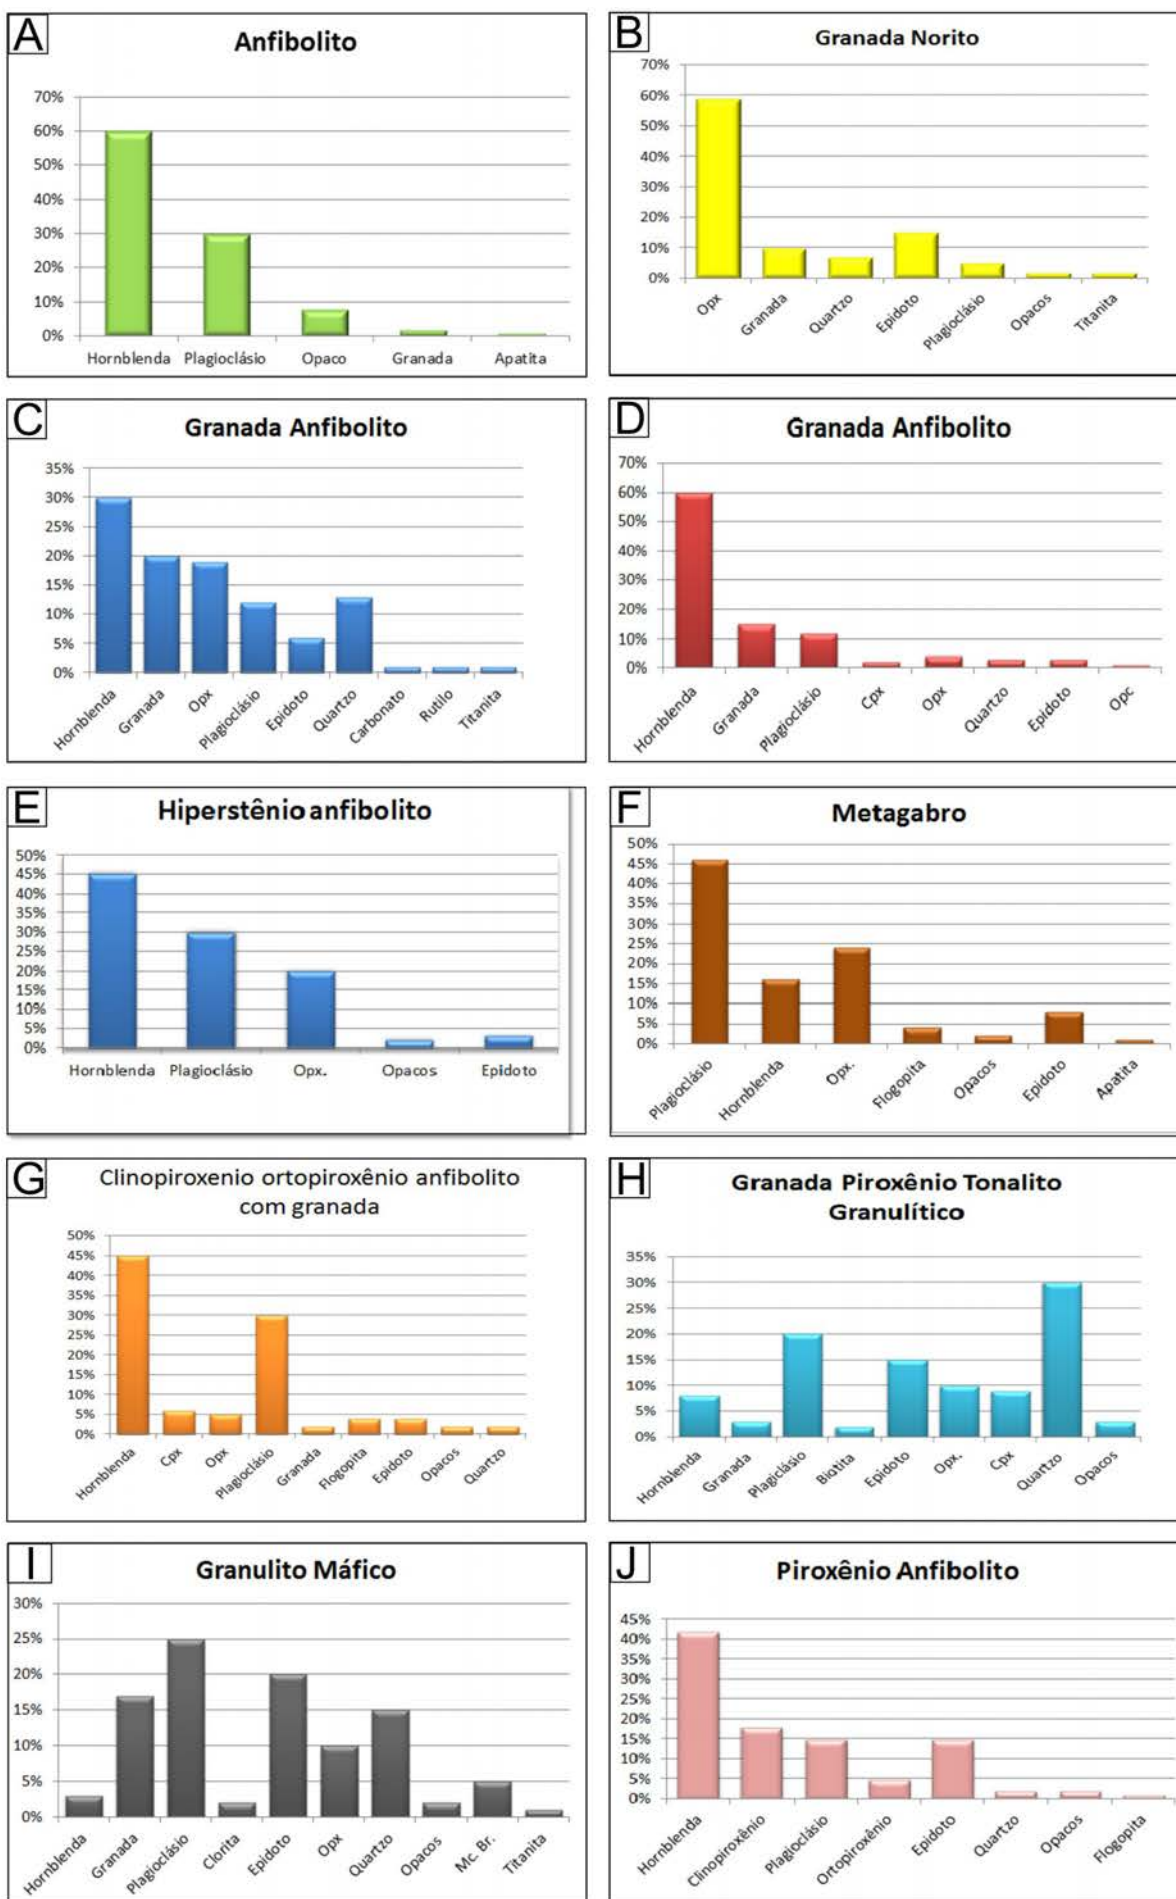 A
Anfibolito
70%
60%
50%
40%
30%
20%
10%
0%
Hornblenda Plagioclásio Opaco Granada Apatita
B
Granada Norito
70%
60%
50%
40%
30%
20%
10%
0%
Opx Granada Quartzo Epidoto Plagioclásio Opacos Titanita
C
Granada Anfibolito
35%
30%
25%
20%
15%
10%
5%
0%
Hornblenda Granada Opx Plagioclásio Epidoto Quartzo Carbonato Rutilo Titanita
D
Granada Anfibolito
70%
60%
50%
40%
30%
20%
10%
0%
Hornblenda Granada Plagioclásio Cpx Opx Quartzo Epidoto Opc
E
Hiperstênio anfibolito
50%
45%
40%
35%
30%
25%
20%
15%
10%
5%
0%
Hornblenda Plagioclásio Opx. Opacos Epidoto
F
Metagabro
50%
45%
40%
35%
30%
25%
20%
15%
10%
5%
0%
Plagioclásio Hornblenda Opx. Flogopita Opacos Epidoto Apatita
G
Clinopiroxenio ortopiroxênio anfibolito
com granada
50%
45%
40%
35%
30%
25%
20%
15%
10%
5%
0%
Hornblenda Cpx Opx Plagioclásio Granada Flogopita Epidoto Opacos Quartzo
H
Granada Piroxênio Tonalito
Granulítico
35%
30%
25%
20%
15%
10%
5%
0%
Hornblenda Granada Plagiclásio Biotita Epidoto Opx. Cpx Quartzo Opacos
I
Granulito Máfico
30%
25%
20%
15%
10%
5%
0%
Hornblenda Granada Plagioclásio Clorita Epidoto Opx Quartzo Opacos Mc. Br. Titanita
J
Piroxênio Anfibolito
45%
40%
35%
30%
25%
20%
15%
10%
5%
0%
Hornblenda Clinopiroxênio Plagioclásio Ortopiroxênio Epidoto Quartzo Opacos Flogopita